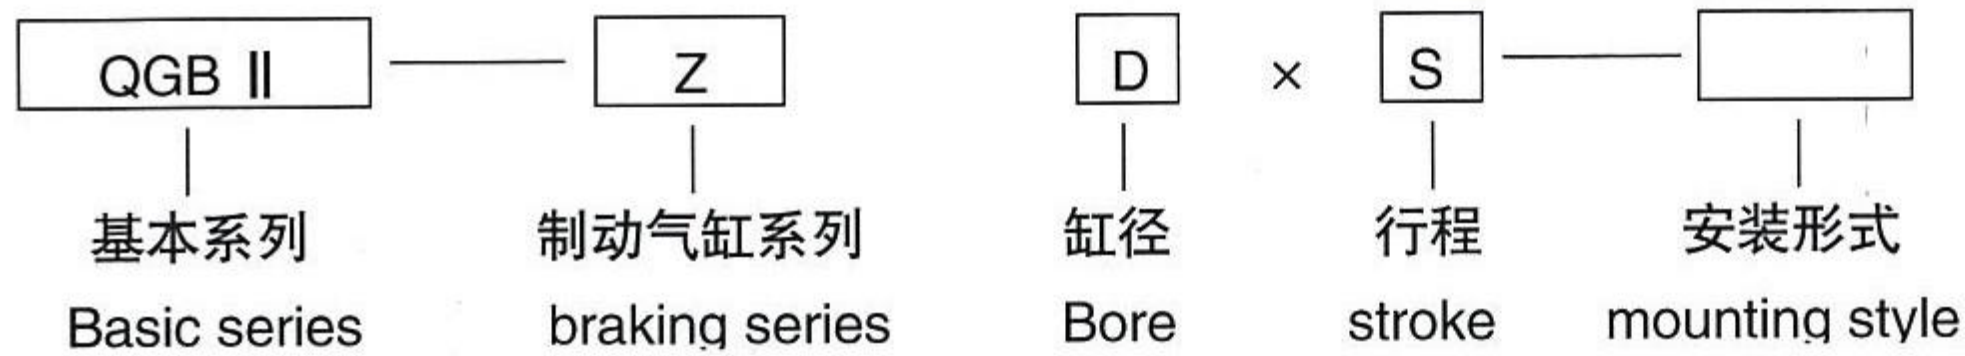 QGB Ⅱ — Z D × S —
基本系列 制动气缸系列 缸径 行程 安装形式
Basic series braking series Bore stroke mounting style